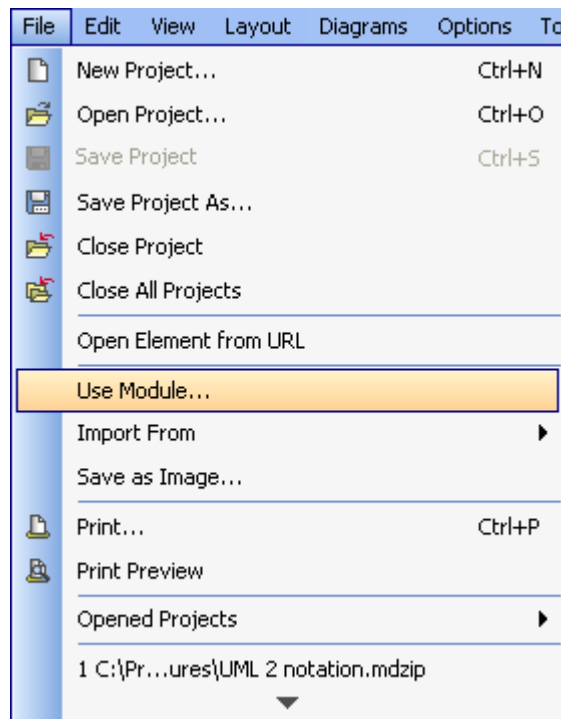 File Edit View Layout Diagrams Options To
New Project... Ctrl+N
Open Project... Ctrl+O
Save Project Ctrl+S
Save Project As...
Close Project
Close All Projects
Open Element from URL
Use Module...
Import From
Save as Image...
Print... Ctrl+P
Print Preview
Opened Projects
1 C:\Pr...ures\UML 2 notation.mdzip